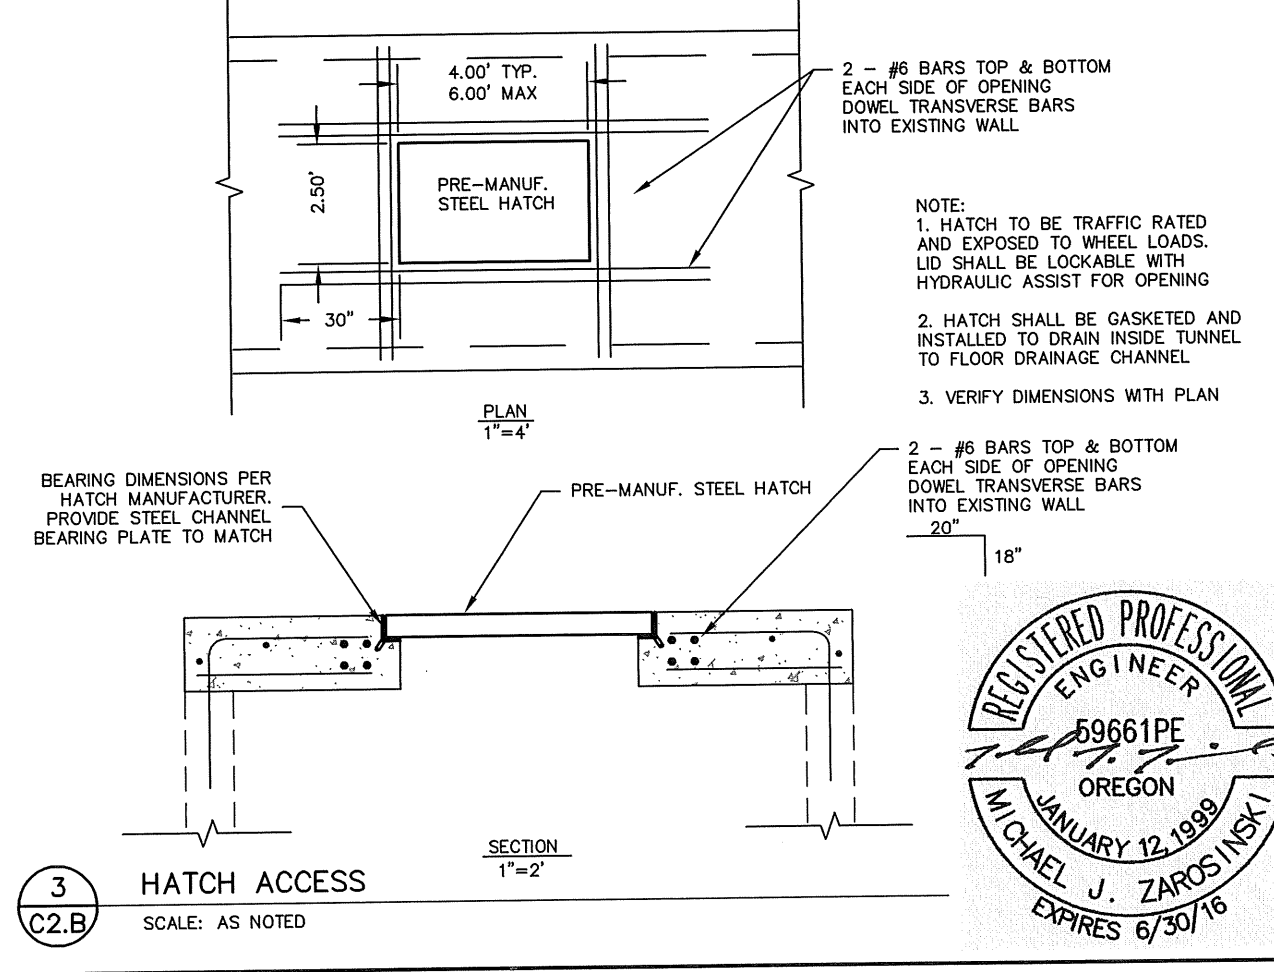 4.00' TYP.
6.00' MAX
2 – #6 BARS TOP & BOTTOM
EACH SIDE OF OPENING
DOWEL TRANSVERSE BARS
INTO EXISTING WALL
2.50'
PRE–MANUF.
STEEL HATCH
30"
NOTE:
1. HATCH TO BE TRAFFIC RATED
AND EXPOSED TO WHEEL LOADS.
LID SHALL BE LOCKABLE WITH
HYDRAULIC ASSIST FOR OPENING
2. HATCH SHALL BE GASKETED AND
INSTALLED TO DRAIN INSIDE TUNNEL
TO FLOOR DRAINAGE CHANNEL
3. VERIFY DIMENSIONS WITH PLAN
PLAN
1"=4'
BEARING DIMENSIONS PER
HATCH MANUFACTURER.
PROVIDE STEEL CHANNEL
BEARING PLATE TO MATCH
PRE–MANUF. STEEL HATCH
2 – #6 BARS TOP & BOTTOM
EACH SIDE OF OPENING
DOWEL TRANSVERSE BARS
INTO EXISTING WALL
20"
18"
SECTION
1"=2'
3
C2.B
HATCH ACCESS
SCALE: AS NOTED
REGISTERED PROFESSIONAL
ENGINEER
59661PE
OREGON
JANUARY 12, 1999
MICHAEL J. ZAROSINSKI
EXPIRES 6/30/16